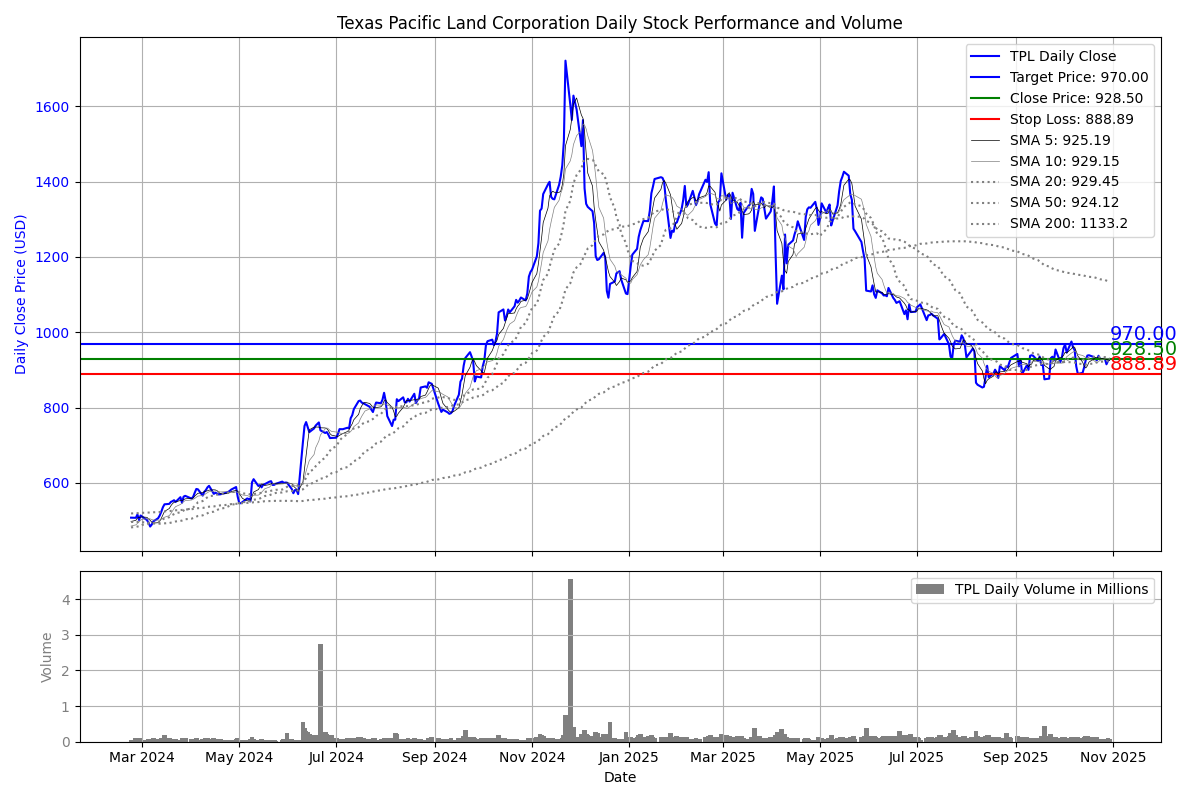 Texas Pacific Land Corporation Daily Stock Performance and Volume
TPL Daily Close
Target Price: 970.00
Close Price: 928.50
Stop Loss: 888.89
SMA 5: 925.19
SMA 10: 929.15
SMA 20: 929.45
SMA 50: 924.12
SMA 200: 1133.2
Daily Close Price (USD)
1600
1400
1200
1000
800
600
970.00
928.50
888.89
TPL Daily Volume in Millions
Volume
4
3
2
1
0
Mar 2024 May 2024 Jul 2024 Sep 2024 Nov 2024 Jan 2025 Mar 2025 May 2025 Jul 2025 Sep 2025 Nov 2025
Date